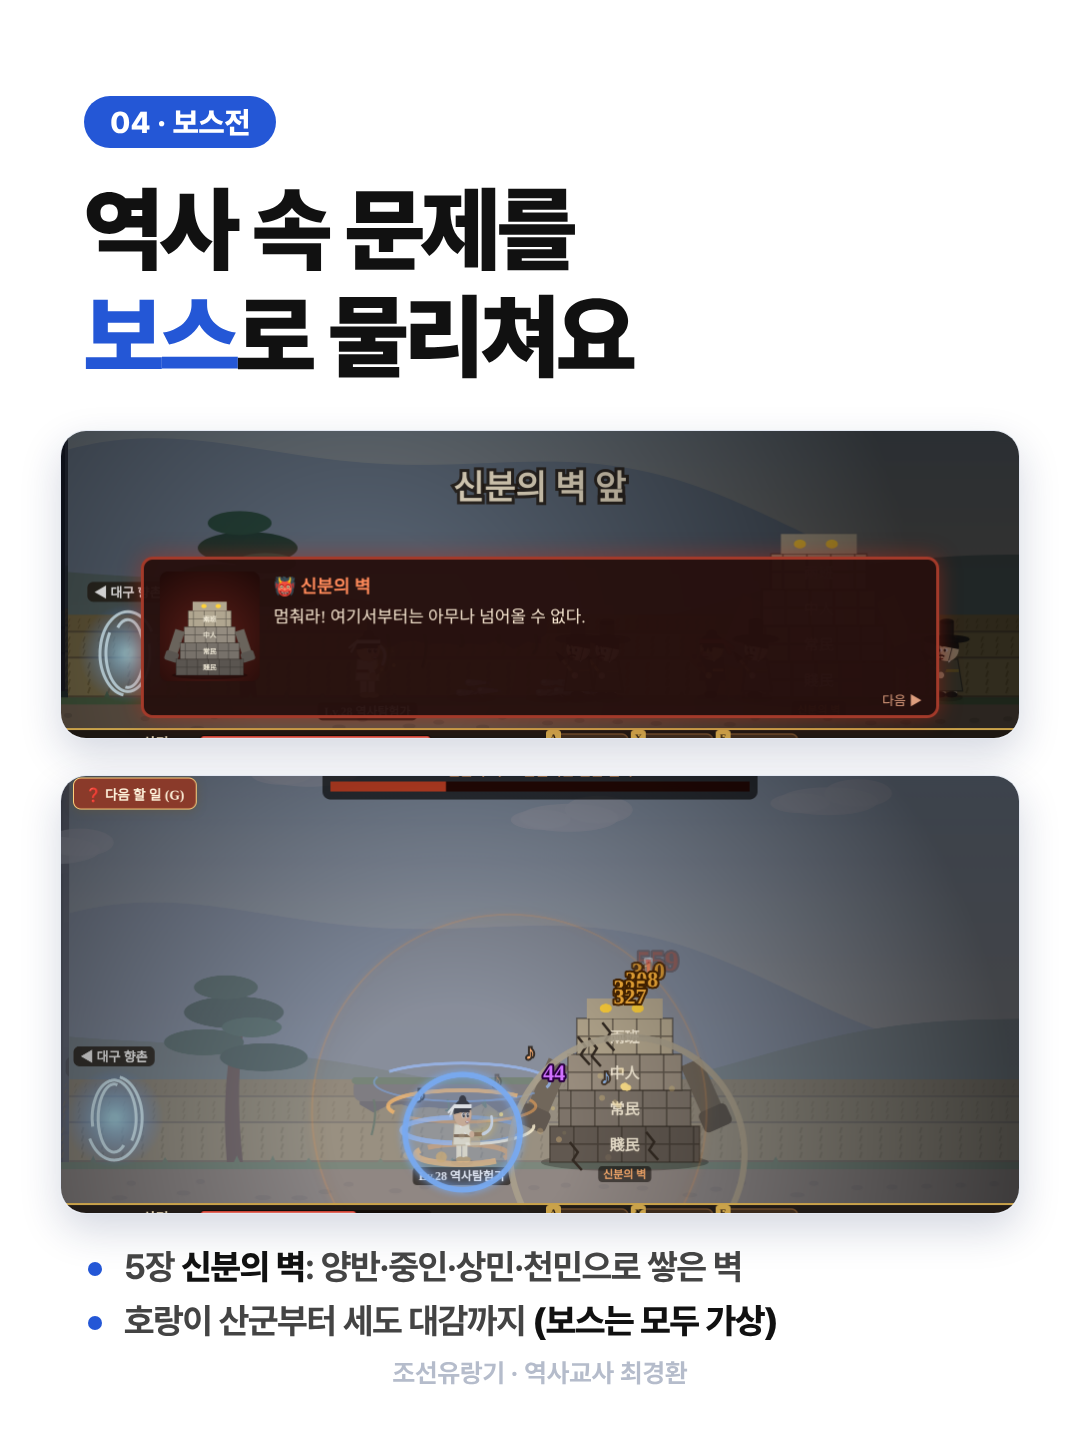 04 · 보스전
역사 속 문제를
보스로 물리쳐요
신분의 벽 앞
◀ 대구 향
👹 신분의 벽
멈춰라! 여기서부터는 아무나 넘어올 수 없다.
中人
常民
賤民
다음 ▶
❓ 다음 할 일 (G)
327
44
中人
常民
賤民
◀ 대구 향촌
28 역사탐험가
신분의 벽
• 5장 신분의 벽: 양반·중인·상민·천민으로 쌓은 벽
• 호랑이 산군부터 세도 대감까지 (보스는 모두 가상)
조선유랑기 · 역사교사 최경환